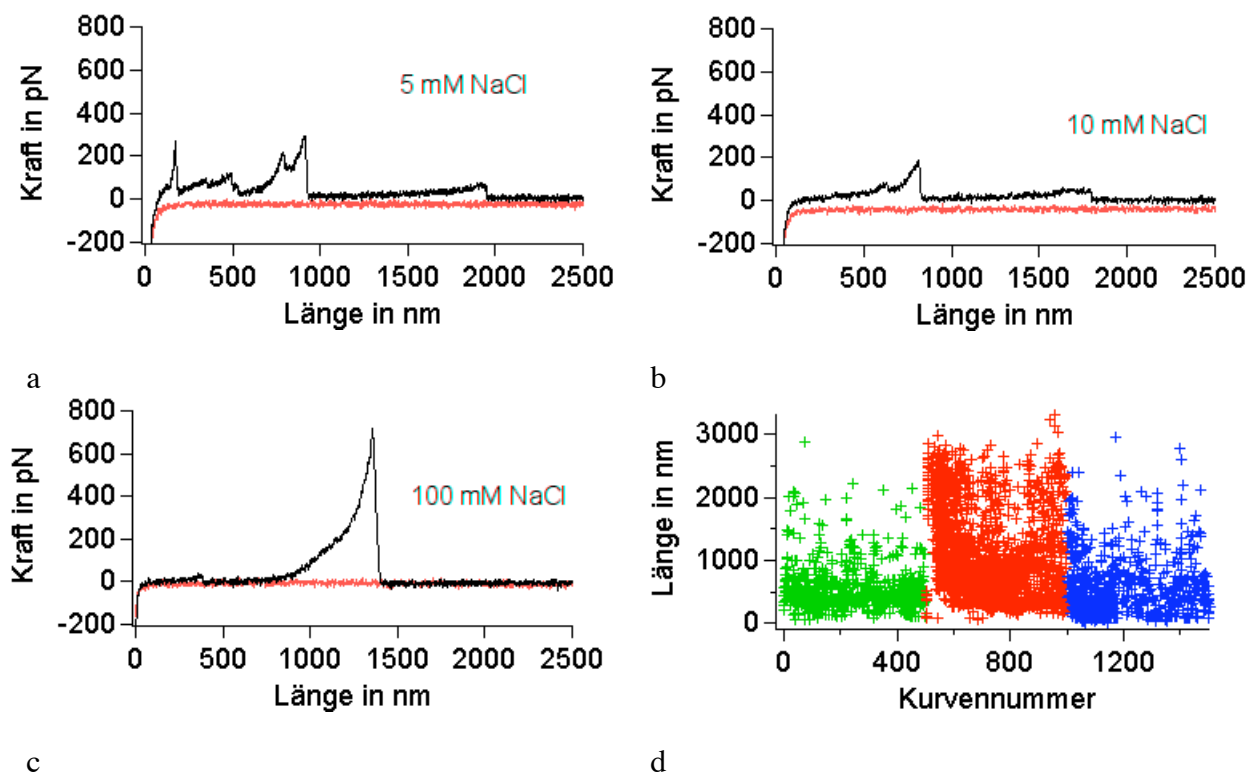 800
600
400
200
0
-200
Kraft in pN
5 mM NaCl
0 500 1000 1500 2000 2500
Länge in nm
a
800
600
400
200
0
-200
Kraft in pN
10 mM NaCl
0 500 1000 1500 2000 2500
Länge in nm
b
800
600
400
200
0
-200
Kraft in pN
100 mM NaCl
0 500 1000 1500 2000 2500
Länge in nm
c
3000
2000
1000
0
Länge in nm
0 400 800 1200
Kurvennummer
d